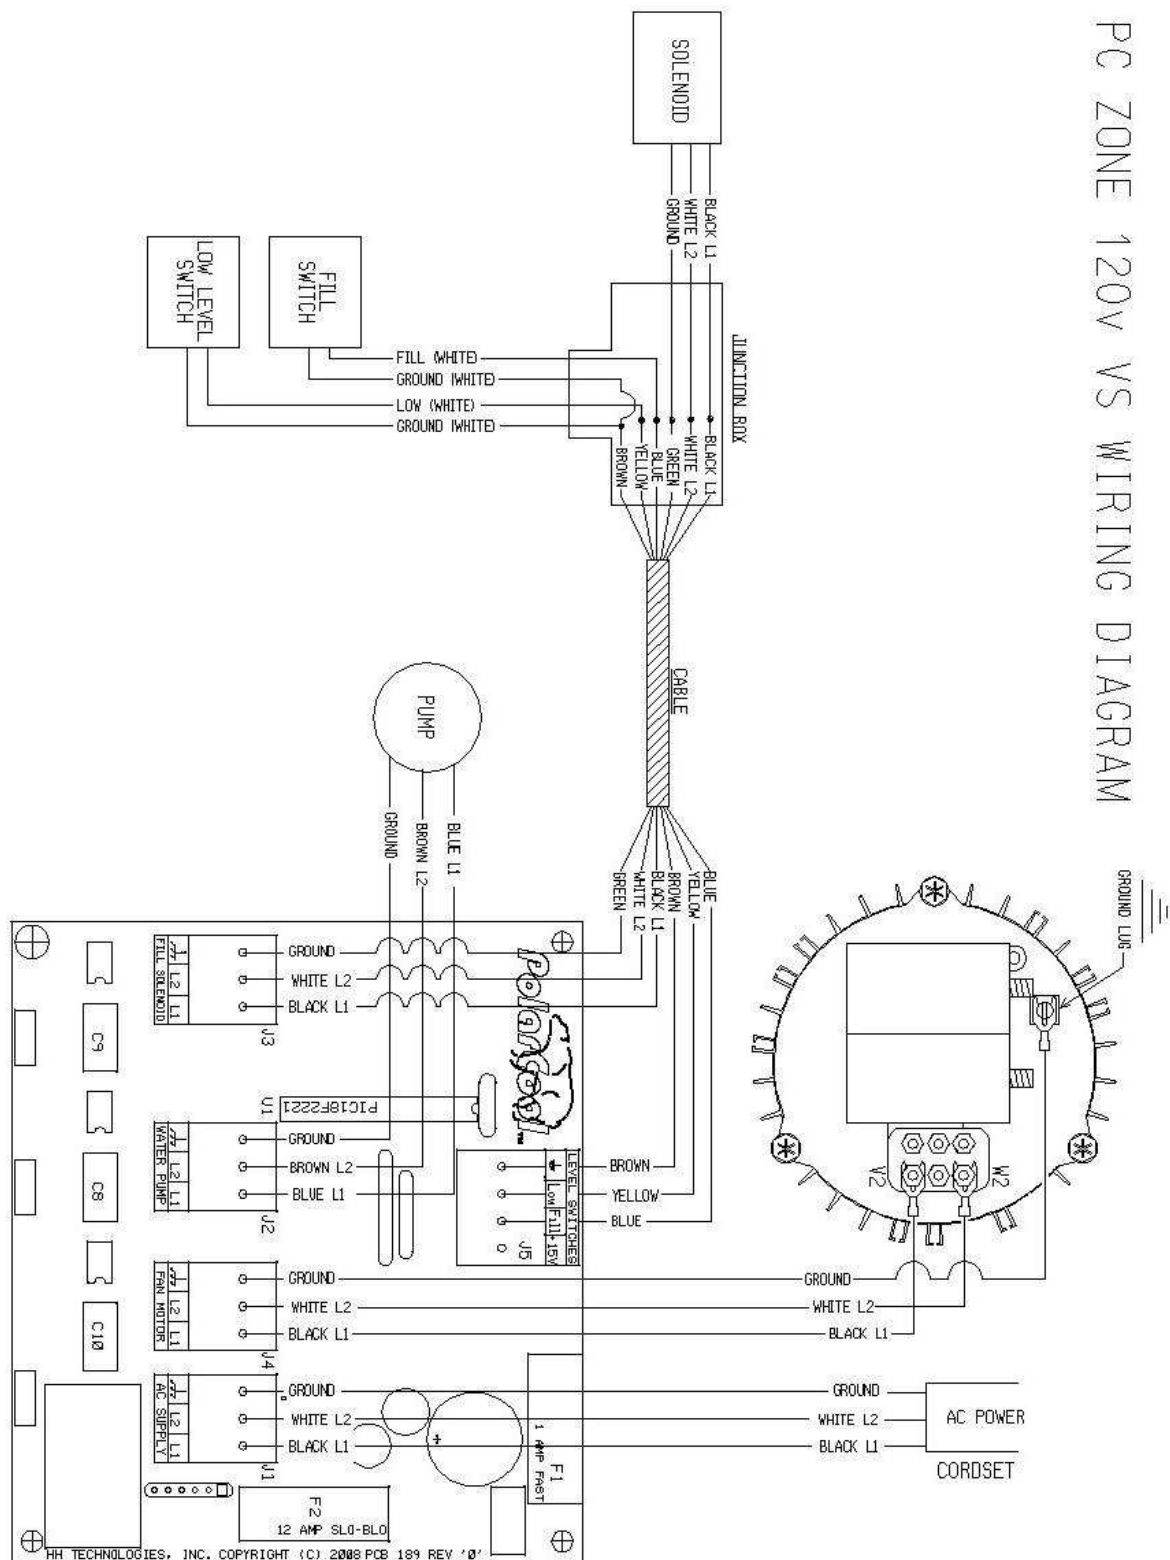 PC ZONE 120v VS WIRING DIAGRAM
SOLENOID
BLACK L1
WHITE L2
GROUND
JUNCTION BOX
LOW LEVEL
SWITCH
FILL
SWITCH
FILL (WHITE)
GROUND (WHITE)
LOW (WHITE)
GROUND (WHITE)
BLACK L1
WHITE L2
GREEN
BLUE
YELLOW
BROWN
CABLE
PUMP
BLUE L1
BROWN L2
GROUND
BLUE
YELLOW
BROWN
BLACK L1
WHITE L2
GREEN
GROUND LUG
W2
V2
polarcool
TM
FILL SOLENOID
L2
L1
J3
GROUND
WHITE L2
BLACK L1
C9
U1
PIC18F2221
WATER PUMP
L2
L1
J2
GROUND
BROWN L2
BLUE L1
C8
LEVEL SWITCHES
Low
Fill
+15V
J5
BROWN
YELLOW
BLUE
FAN MOTOR
L2
L1
J4
GROUND
WHITE L2
BLACK L1
GROUND
WHITE L2
BLACK L1
C10
AC SUPPLY
L2
L1
J1
GROUND
WHITE L2
BLACK L1
GROUND
WHITE L2
BLACK L1
AC POWER
CORDSET
+
F1
1 AMP FAST
F2
12 AMP SLO-BLO
HH TECHNOLOGIES, INC. COPYRIGHT (C) 2008 PCB 189 REV '0'